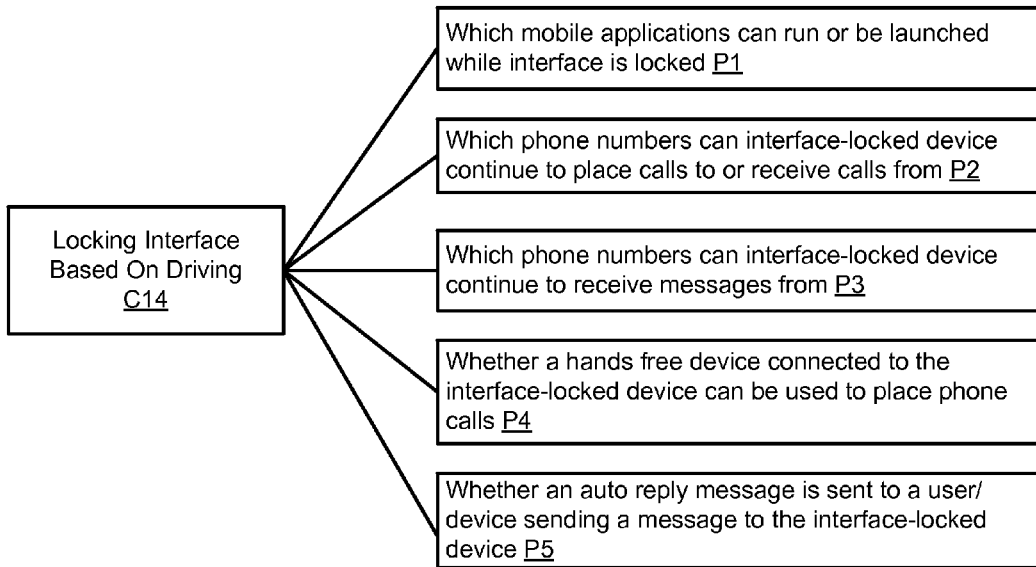 Which mobile applications can run or be launched
while interface is locked P1
Which phone numbers can interface-locked device
continue to place calls to or receive calls from P2
Locking Interface
Based On Driving
C14
Which phone numbers can interface-locked device
continue to receive messages from P3
Whether a hands free device connected to the
interface-locked device can be used to place phone
calls P4
Whether an auto reply message is sent to a user/
device sending a message to the interface-locked
device P5